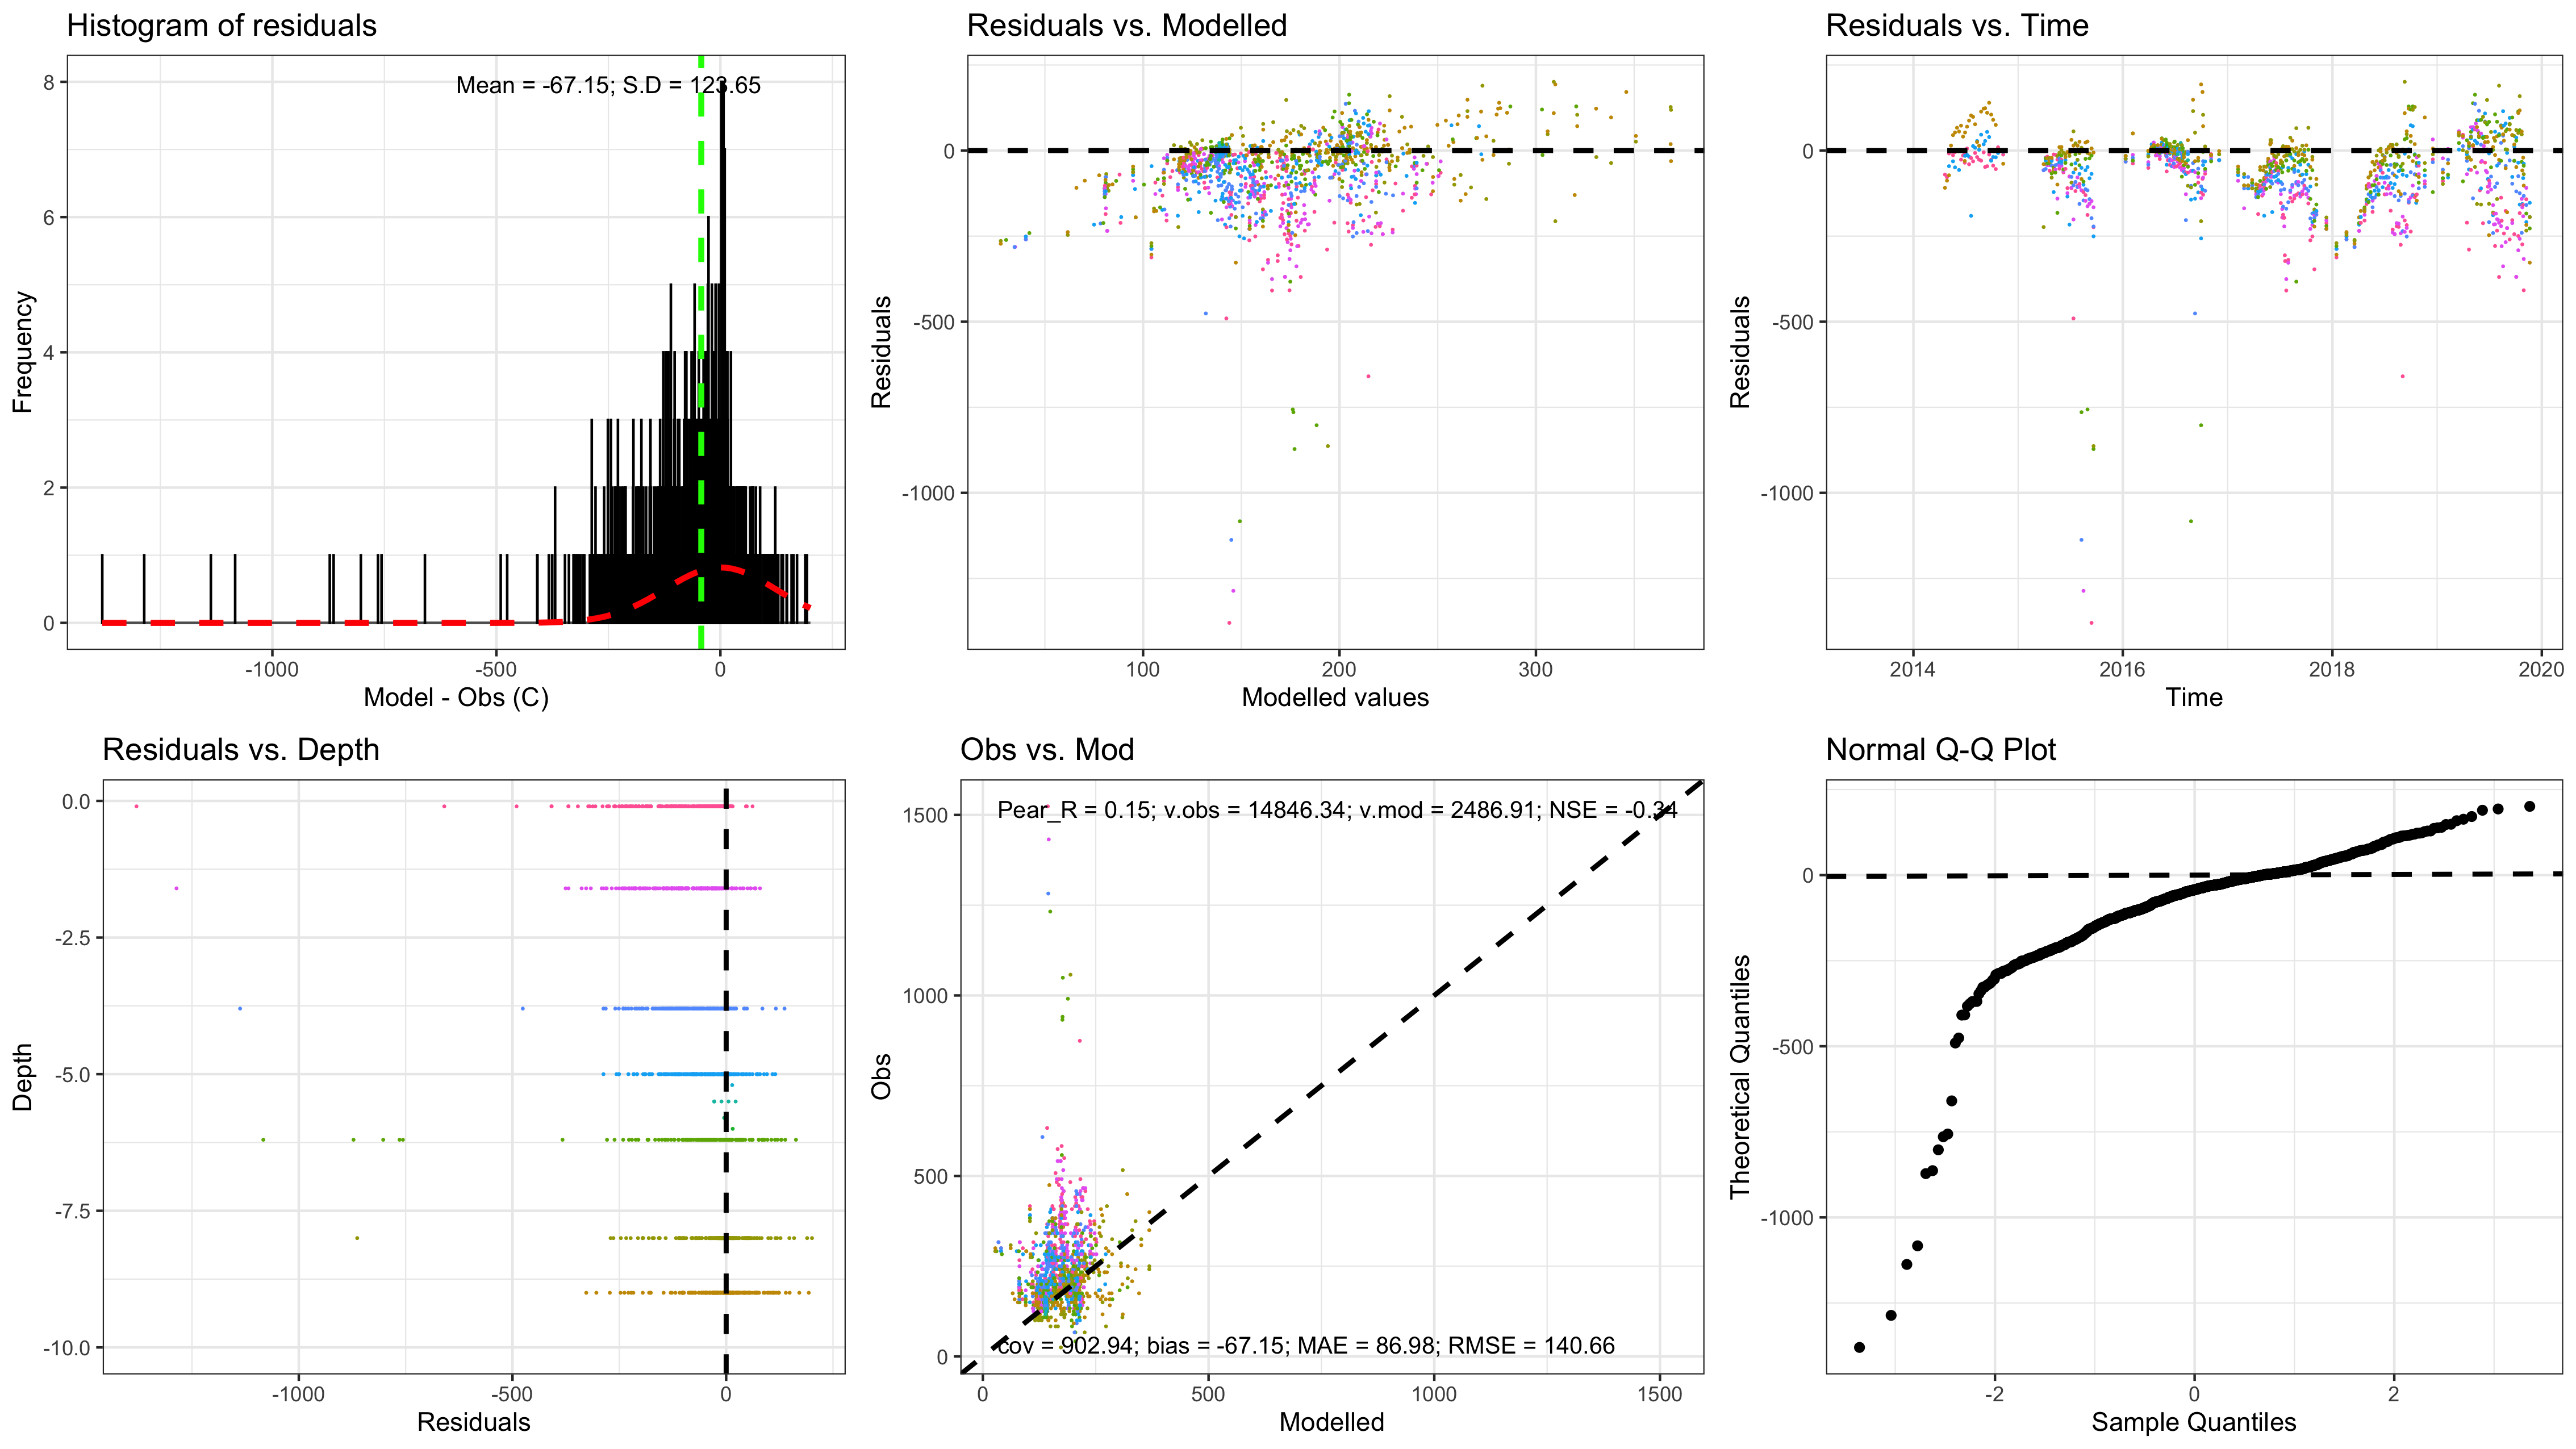 Histogram of residuals
Mean = -67.15; S.D = 123.65
8
6
4
2
0
Frequency
-1000
-500
0
Model - Obs (C)
Residuals vs. Modelled
0
-500
-1000
Residuals
100
200
300
Modelled values
Residuals vs. Time
0
-500
-1000
Residuals
2014
2016
2018
2020
Time
Residuals vs. Depth
0.0
-2.5
-5.0
-7.5
-10.0
Depth
-1000
-500
0
Residuals
Obs vs. Mod
Pear_R = 0.15; v.obs = 14846.34; v.mod = 2486.91; NSE = -0.34
1500
1000
500
0
Obs
cov = 902.94; bias = -67.15; MAE = 86.98; RMSE = 140.66
0
500
1000
1500
Modelled
Normal Q-Q Plot
0
-500
-1000
Theoretical Quantiles
-2
0
2
Sample Quantiles